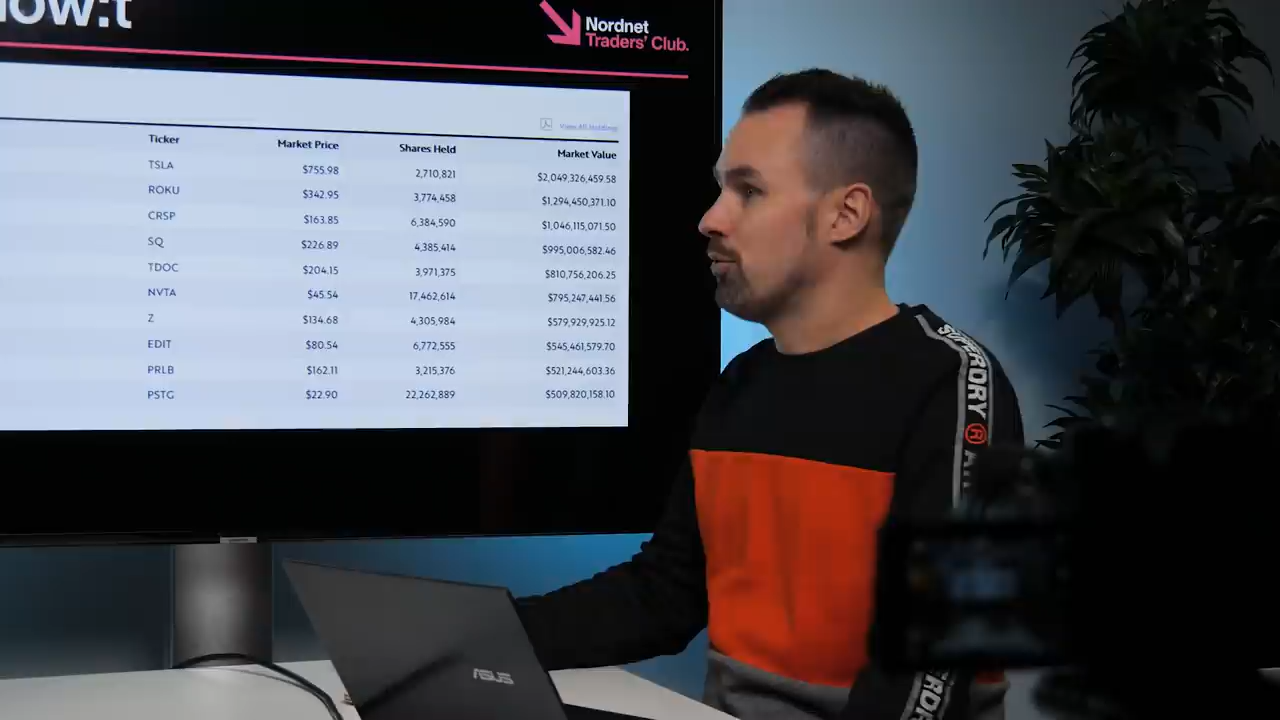 ow:t
Nordnet
Traders' Club.
View All Holdings
Ticker Market Price Shares Held Market Value
TSLA $755.98 2,710,821 $2,049,326,459.58
ROKU $342.95 3,774,458 $1,294,450,371.10
CRSP $163.85 6,384,590 $1,046,115,071.50
SQ $226.89 4,385,414 $995,006,582.46
TDOC $204.15 3,971,375 $810,756,206.25
NVTA $45.54 17,462,614 $795,247,441.56
Z $134.68 4,305,984 $579,929,925.12
EDIT $80.54 6,772,555 $545,461,579.70
PRLB $162.11 3,215,376 $521,244,603.36
PSTG $22.90 22,262,889 $509,820,158.10
SUPERDRY ®
ASUS